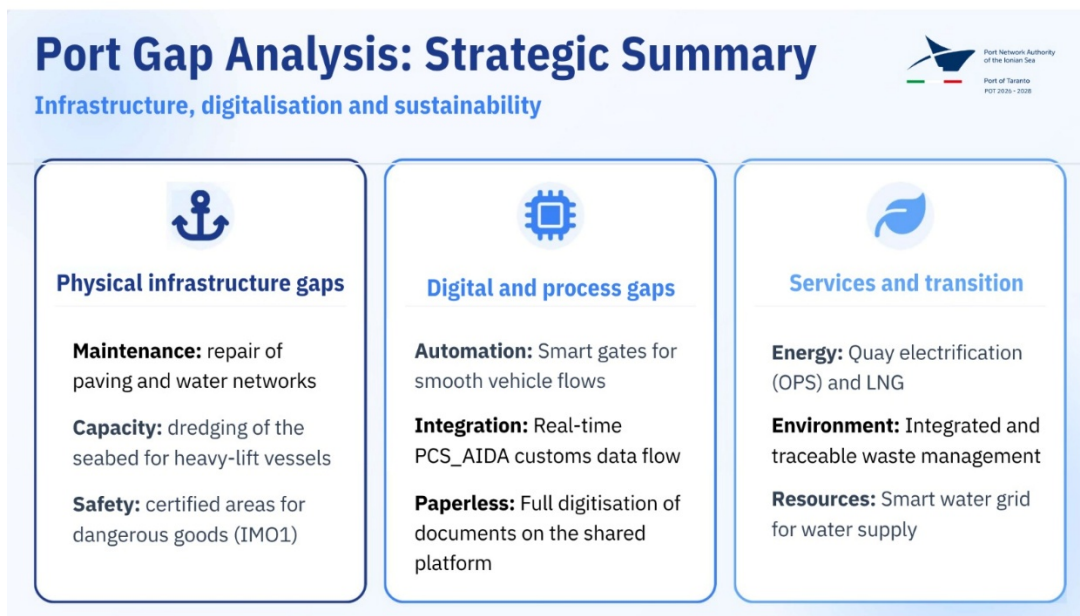 Port Gap Analysis: Strategic Summary
Infrastructure, digitalisation and sustainability
Port Network Authority
of the Ionian Sea
Port of Taranto
POT 2026 - 2028
Physical infrastructure gaps
Maintenance: repair of
paving and water networks
Capacity: dredging of the
seabed for heavy-lift vessels
Safety: certified areas for
dangerous goods (IMO1)
Digital and process gaps
Automation: Smart gates for
smooth vehicle flows
Integration: Real-time
PCS_AIDA customs data flow
Paperless: Full digitisation of
documents on the shared
platform
Services and transition
Energy: Quay electrification
(OPS) and LNG
Environment: Integrated and
traceable waste management
Resources: Smart water grid
for water supply